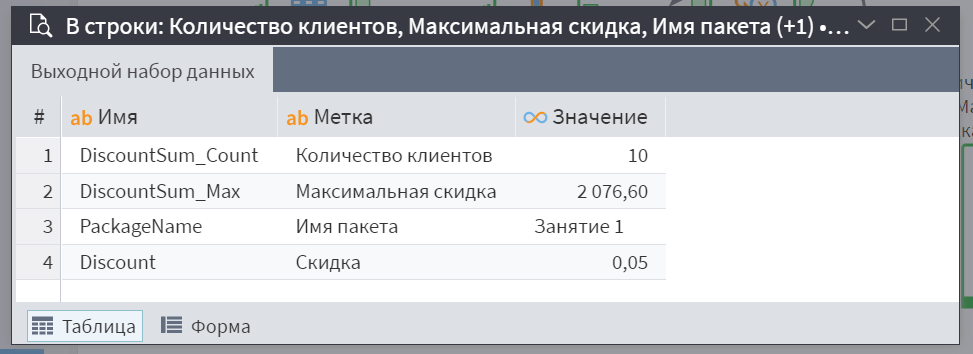 В строки: Количество клиентов, Максимальная скидка, Имя пакета (+1) •...
Выходной набор данных
# ab Имя ab Метка Значение
1 DiscountSum_Count Количество клиентов 10
2 DiscountSum_Max Максимальная скидка 2 076,60
3 PackageName Имя пакета Занятие 1
4 Discount Скидка 0,05
Таблица Форма